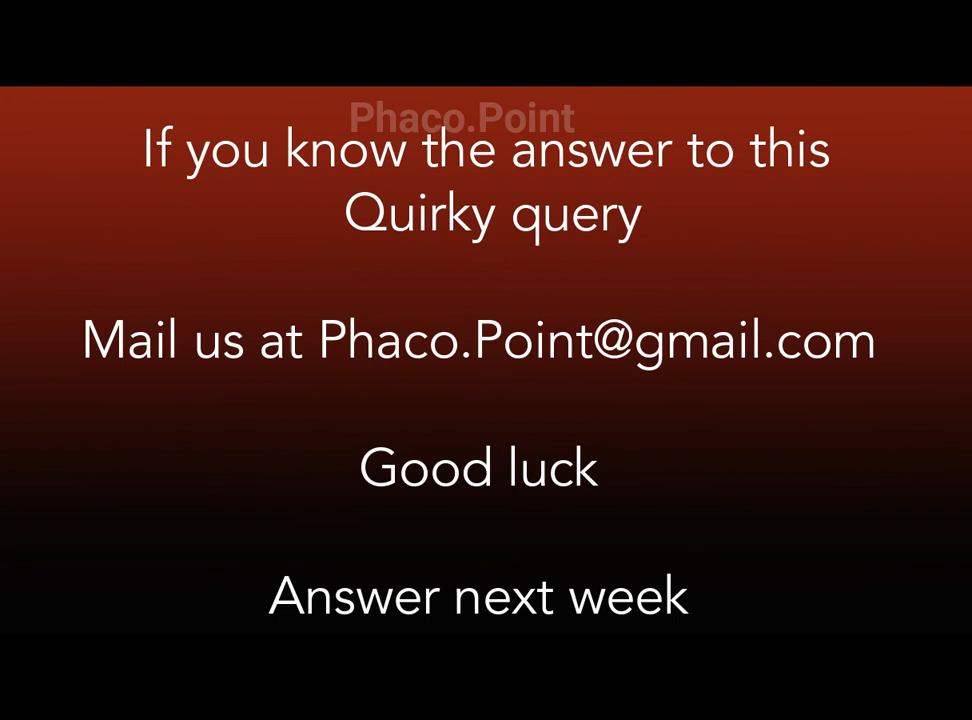 Phaco.Point
If you know the answer to this
Quirky query
Mail us at Phaco.Point@gmail.com
Good luck
Answer next week